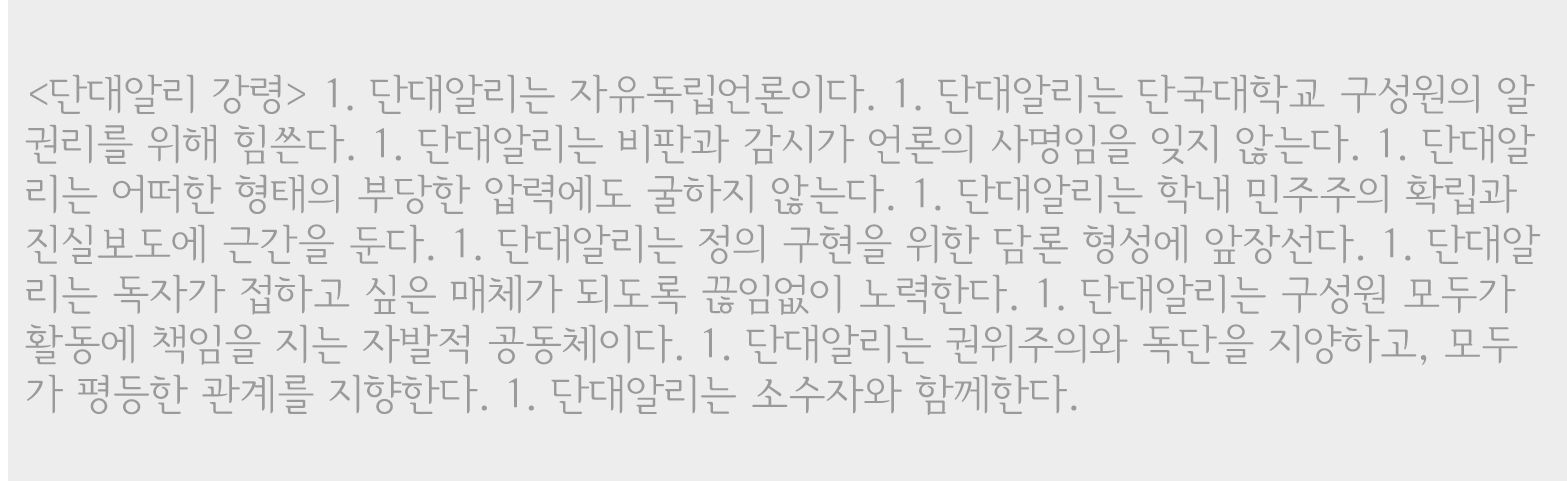 <단대알리 강령> 1. 단대알리는 자유독립언론이다. 1. 단대알리는 단국대학교 구성원의 알
권리를 위해 힘쓴다. 1. 단대알리는 비판과 감시가 언론의 사명임을 잊지 않는다. 1. 단대알
리는 어떠한 형태의 부당한 압력에도 굴하지 않는다. 1. 단대알리는 학내 민주주의 확립과
진실보도에 근간을 둔다. 1. 단대알리는 정의 구현을 위한 담론 형성에 앞장선다. 1. 단대알
리는 독자가 접하고 싶은 매체가 되도록 끊임없이 노력한다. 1. 단대알리는 구성원 모두가
활동에 책임을 지는 자발적 공동체이다. 1. 단대알리는 권위주의와 독단을 지양하고, 모두
가 평등한 관계를 지향한다. 1. 단대알리는 소수자와 함께한다.